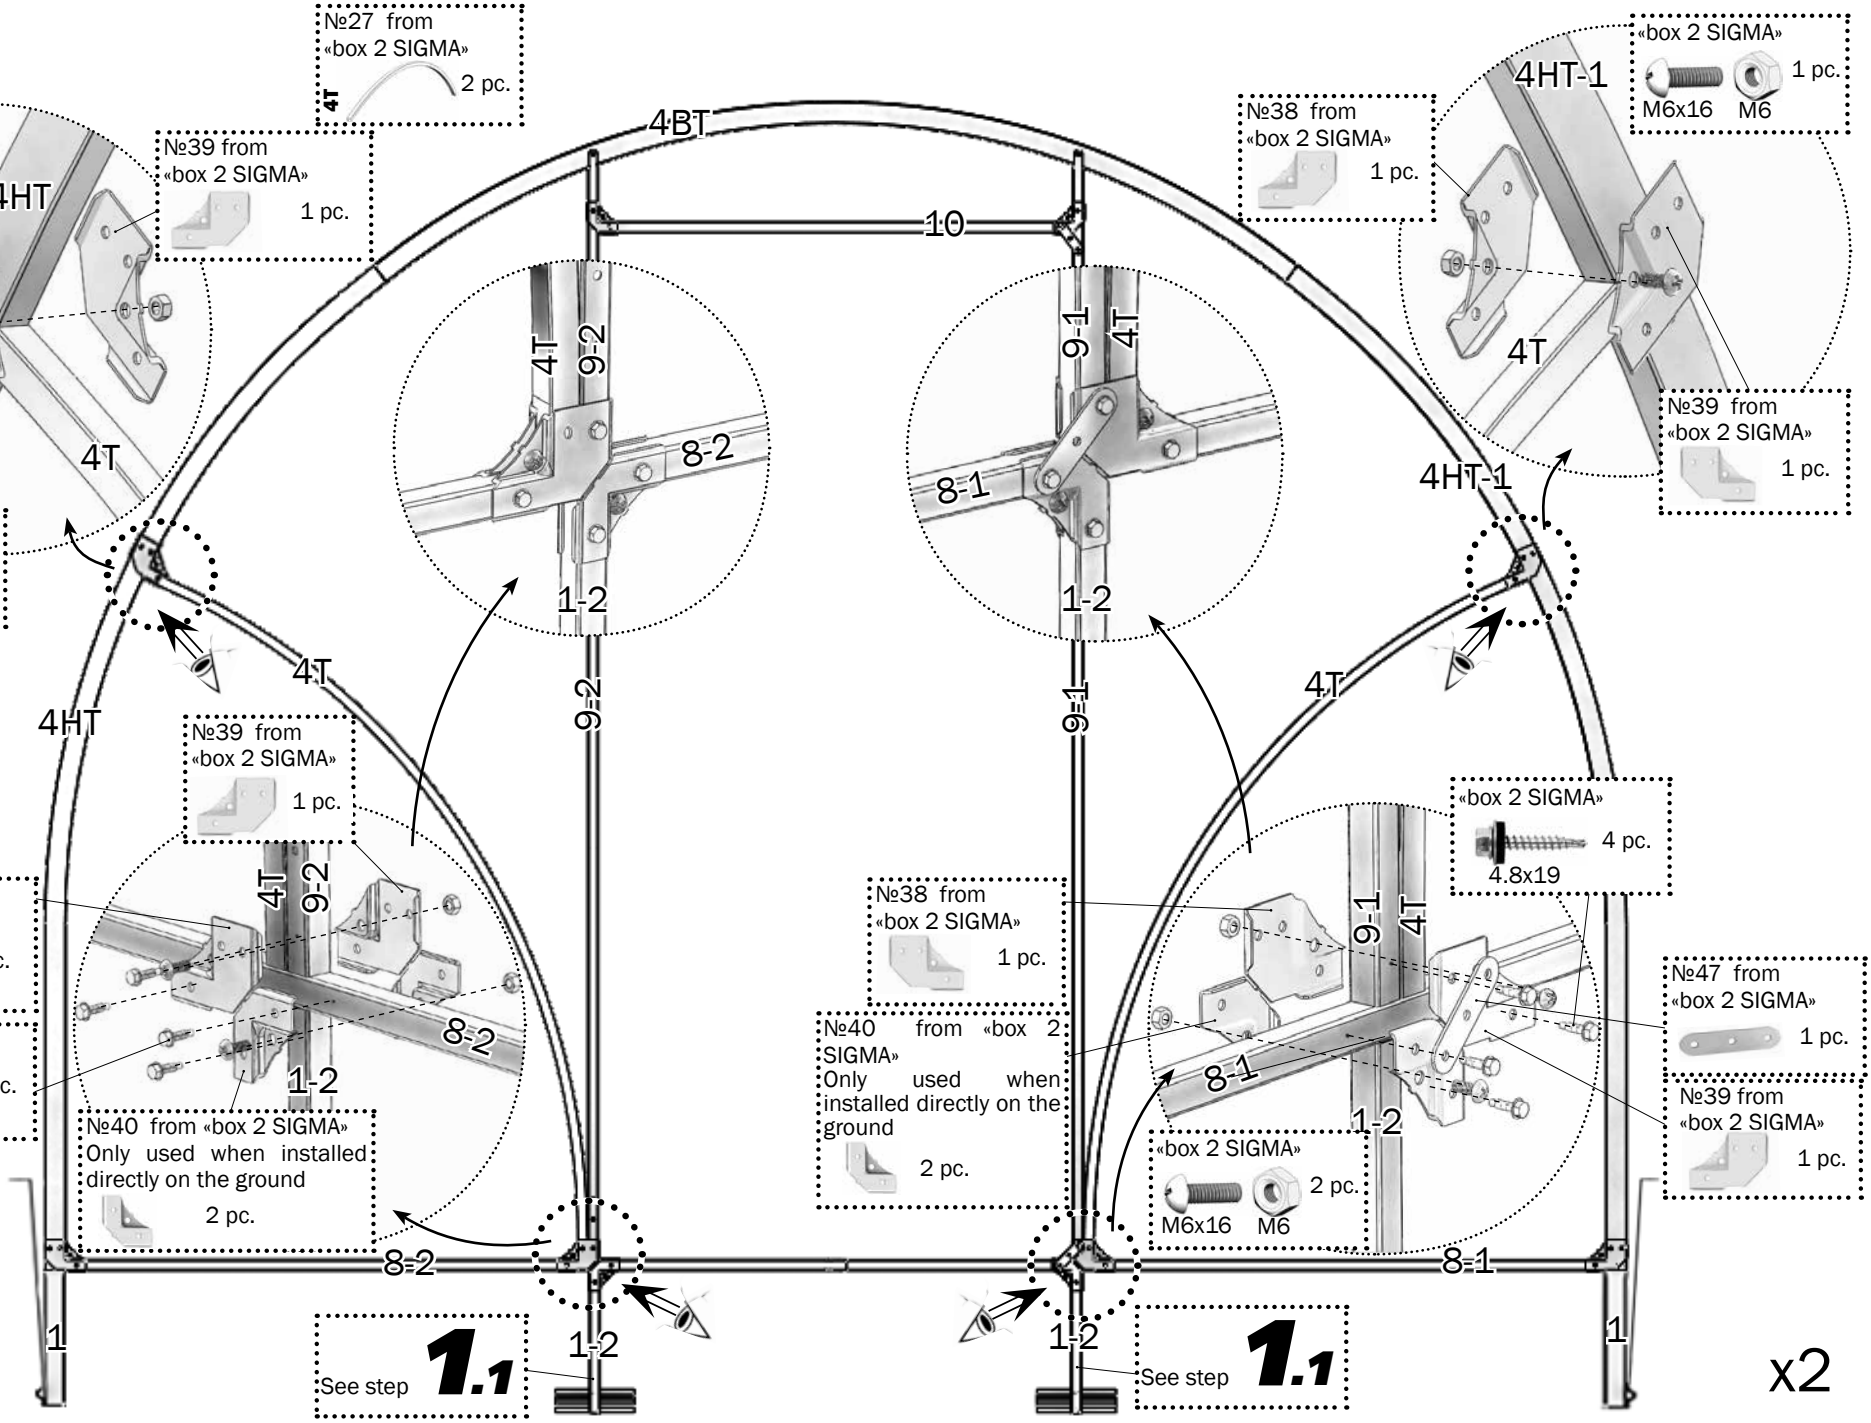 №27 from
«box 2 SIGMA»
4T
2 pc.
«box 2 SIGMA»
1 pc.
M6x16 M6
4HT-1
№38 from
«box 2 SIGMA»
1 pc.
4BT
№39 from
«box 2 SIGMA»
1 pc.
4HT
10
4T
9-2
9-1
4T
4T
№39 from
«box 2 SIGMA»
1 pc.
4T
8-2
8-1
4HT-1
1-2
1-2
4T
9-2
9-1
4T
4HT
№39 from
«box 2 SIGMA»
1 pc.
«box 2 SIGMA»
4 pc.
4.8x19
4T
9-2
№38 from
«box 2 SIGMA»
1 pc.
9-1
4T
c.
№47 from
«box 2 SIGMA»
1 pc.
№40 from «box 2
SIGMA»
Only used when
installed directly on the
ground
2 pc.
8-2
c.
1-2
8-1
1-2
№39 from
«box 2 SIGMA»
1 pc.
№40 from «box 2 SIGMA»
Only used when installed
directly on the ground
2 pc.
«box 2 SIGMA»
2 pc.
M6x16 M6
8-2
8-1
1
1-2
1-2
1
See step 1.1
See step 1.1
x2